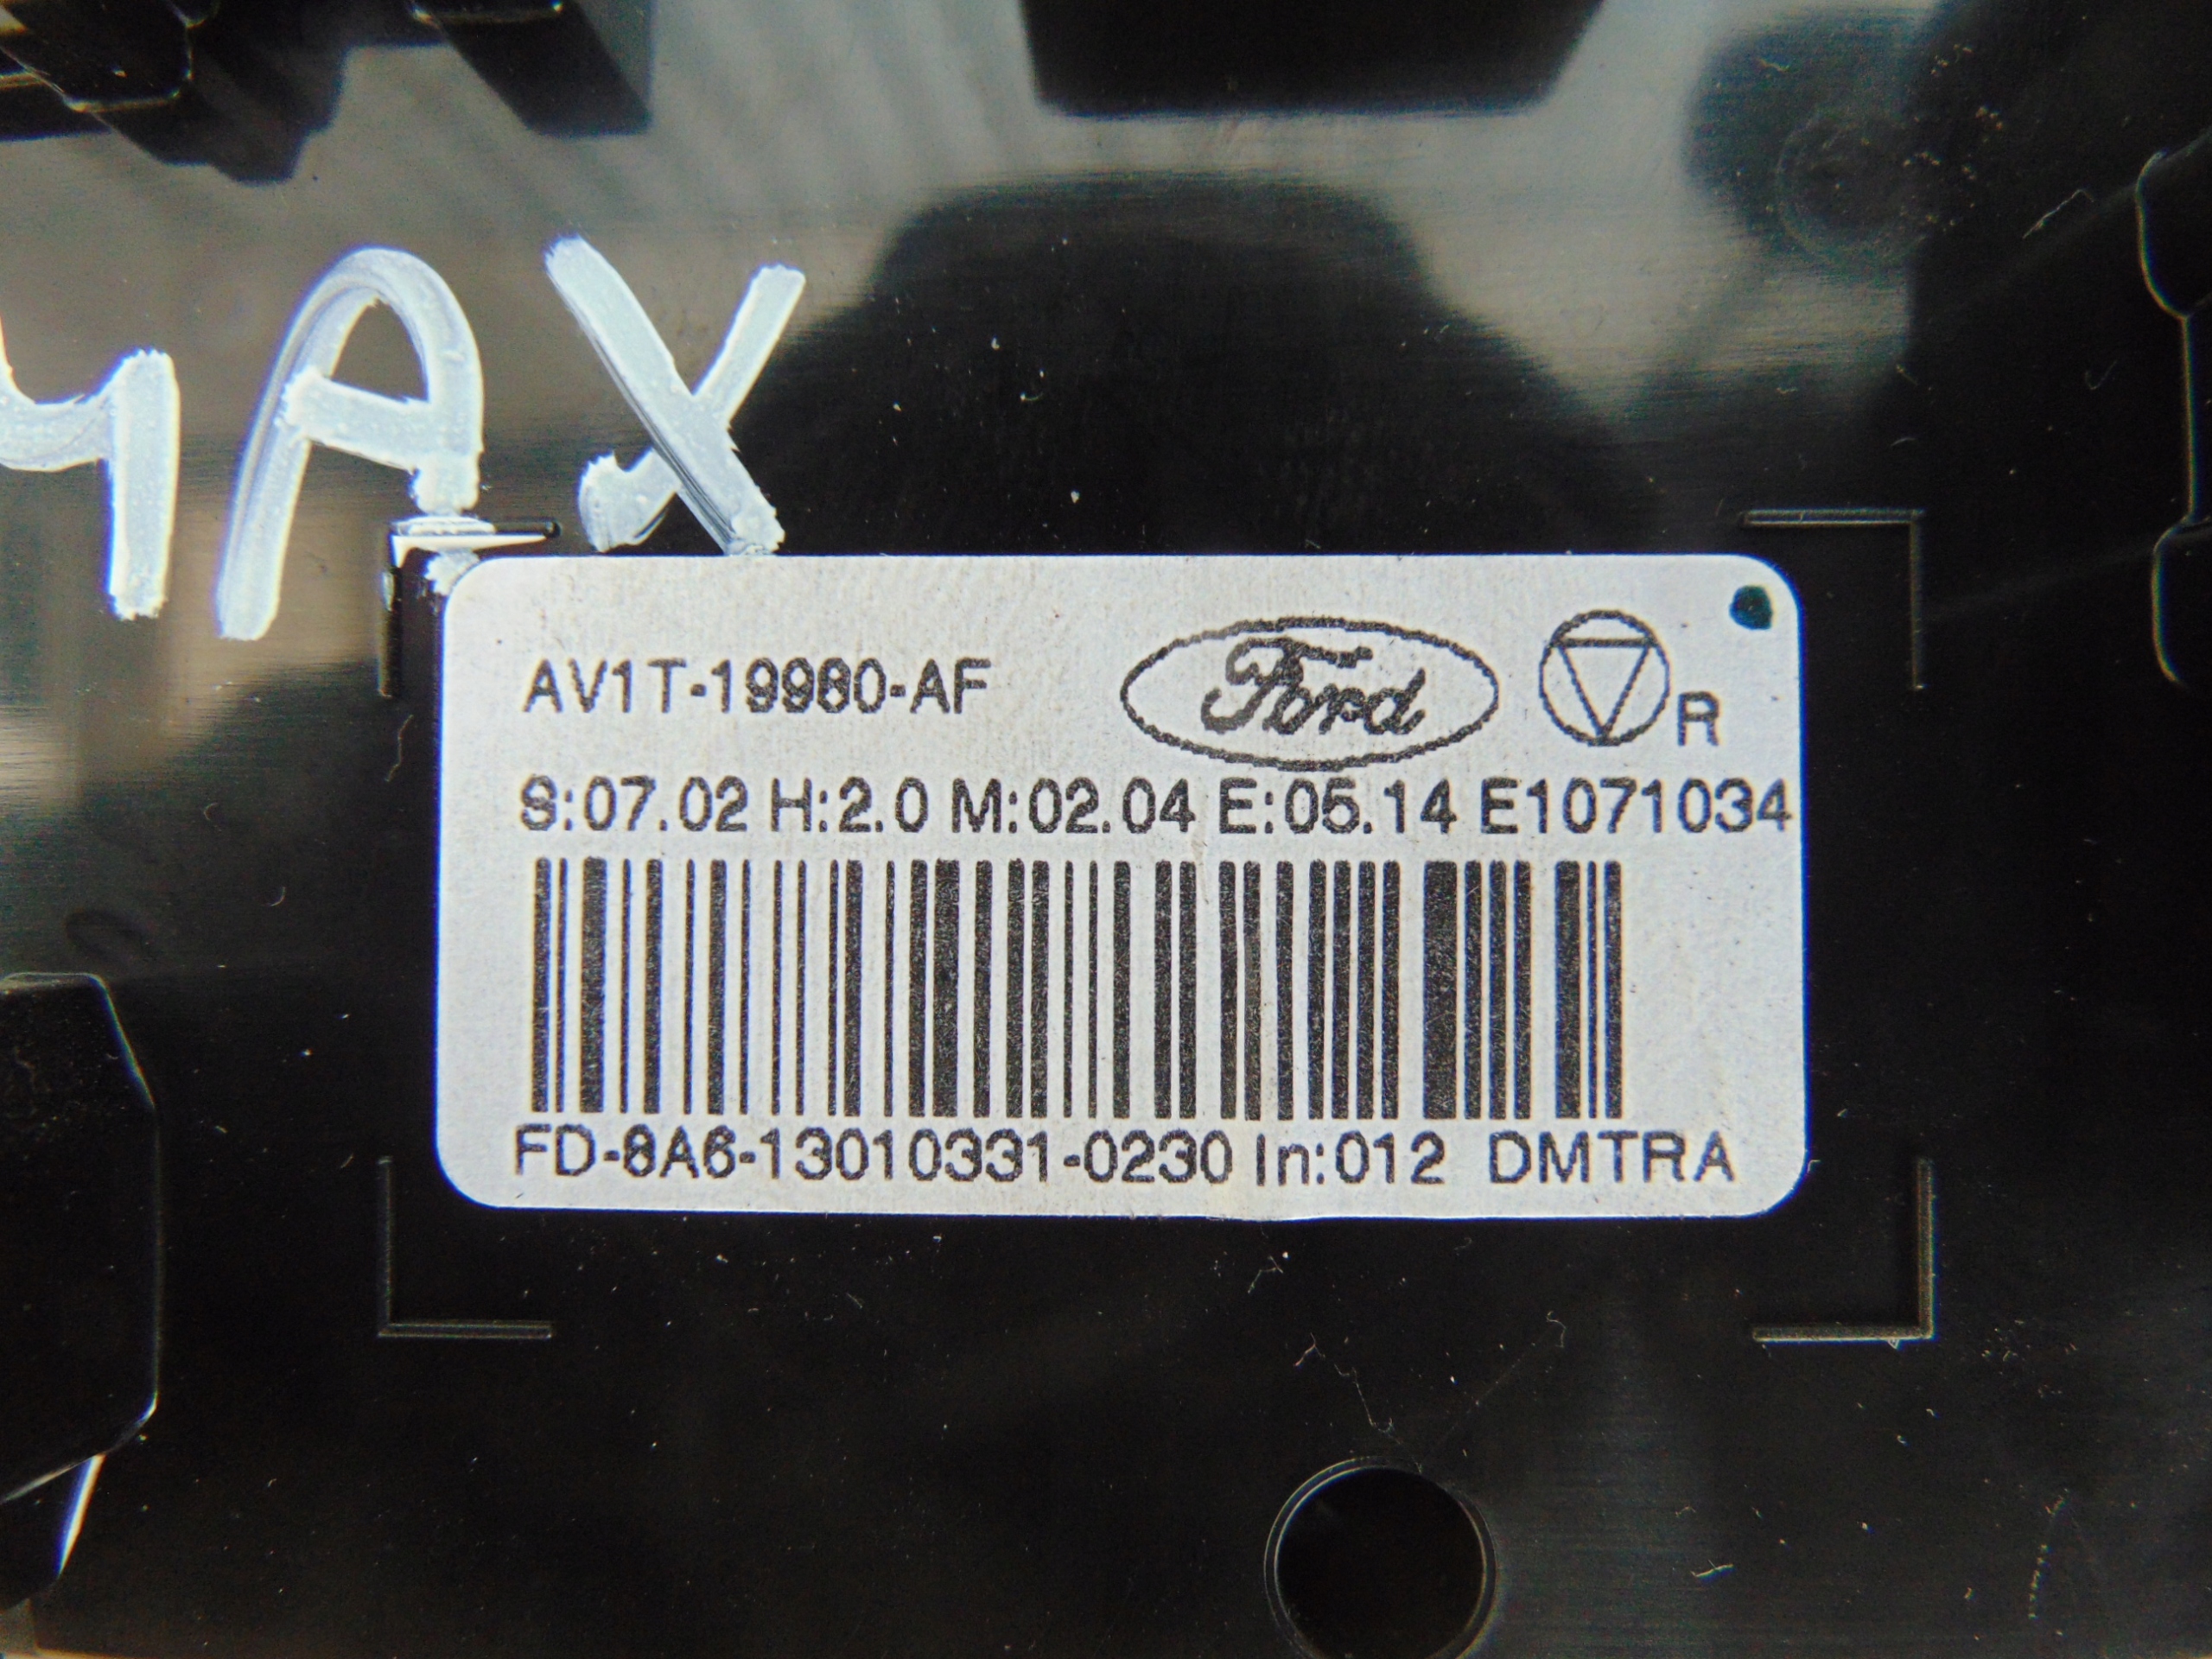 MAX
AV1T-19980-AF Ford R
S:07.02 H:2.0 M:02.04 E:05.14 E1071034
FD-8A6-13010331-0230 In:012 DMTRA